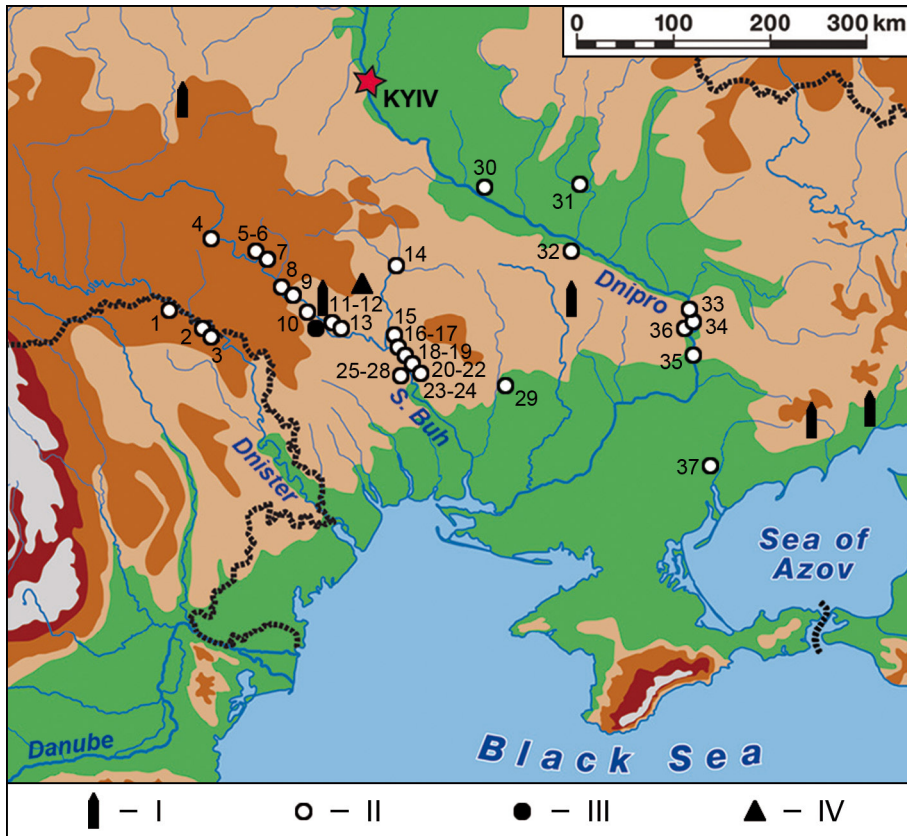 0 100 200 300 km
KYIV
30
31
4
5-6
7
14
32
8
9
Dnipro
1
10
11-12
33
2
13
15
36
34
3
16-17
18-19
35
25-28
20-22
23-24
29
S. Buh
Dnister
37
Sea of
Azov
Danube
Black Sea
– I
– II
– III
– IV